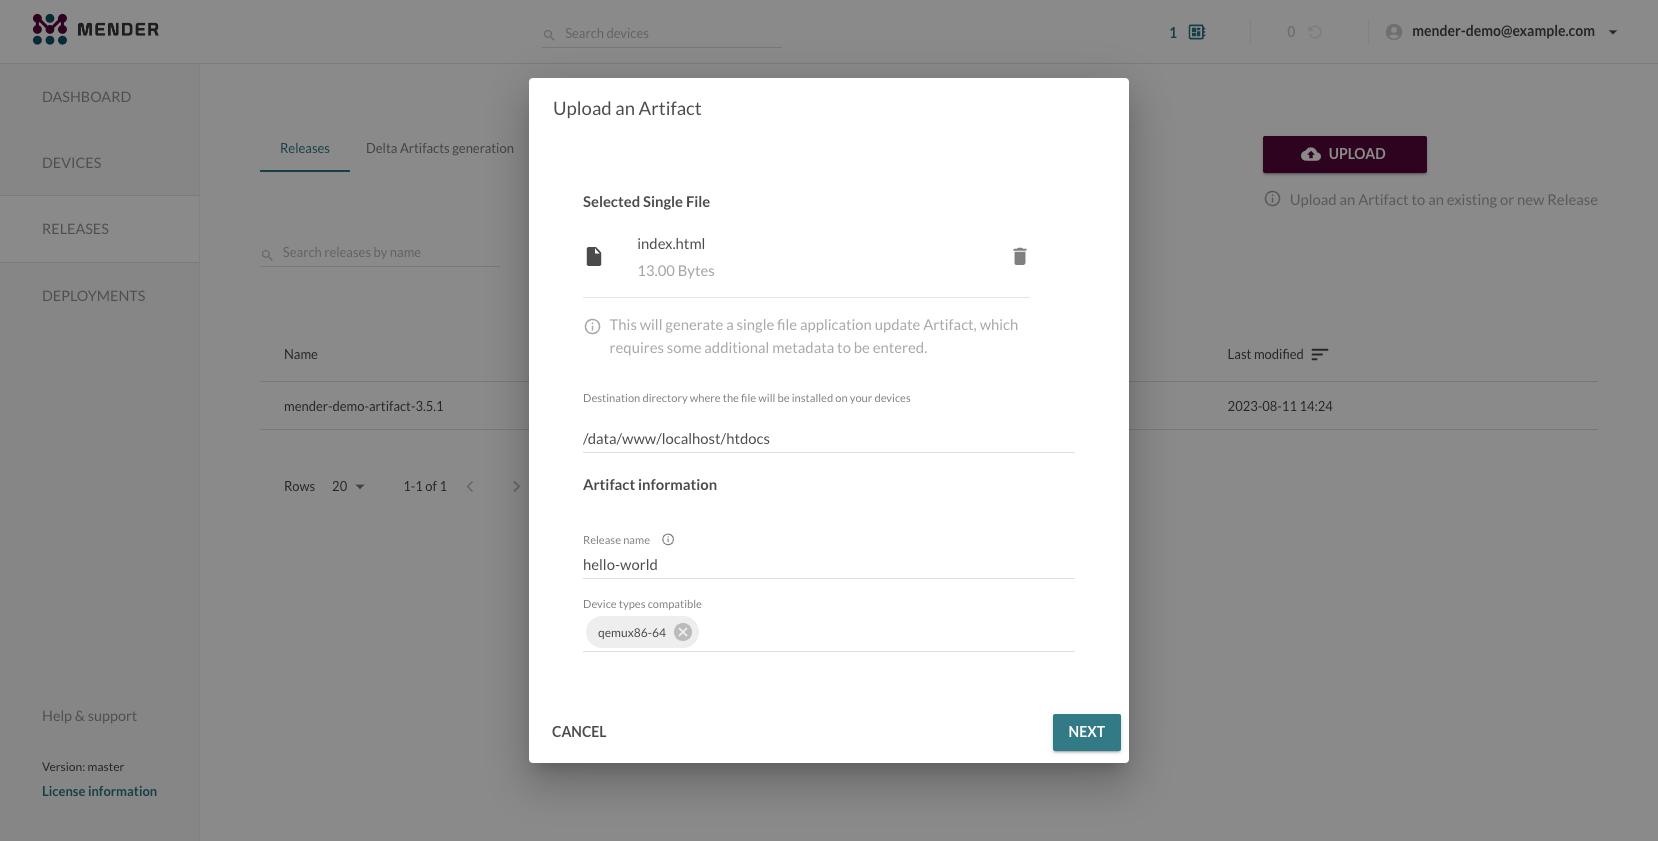 MENDER
Search devices
1
0
mender-demo@example.com
DASHBOARD
DEVICES
RELEASES
DEPLOYMENTS
Help & support
Version: master
License information
Releases
Delta Artifacts generation
UPLOAD
Upload an Artifact to an existing or new Release
Search releases by name
Name
Last modified
mender-demo-artifact-3.5.1
2023-08-11 14:24
Rows
20
1-1 of 1
Upload an Artifact
Selected Single File
index.html
13.00 Bytes
This will generate a single file application update Artifact, which
requires some additional metadata to be entered.
Destination directory where the file will be installed on your devices
/data/www/localhost/htdocs
Artifact information
Release name
hello-world
Device types compatible
qemux86-64
CANCEL
NEXT